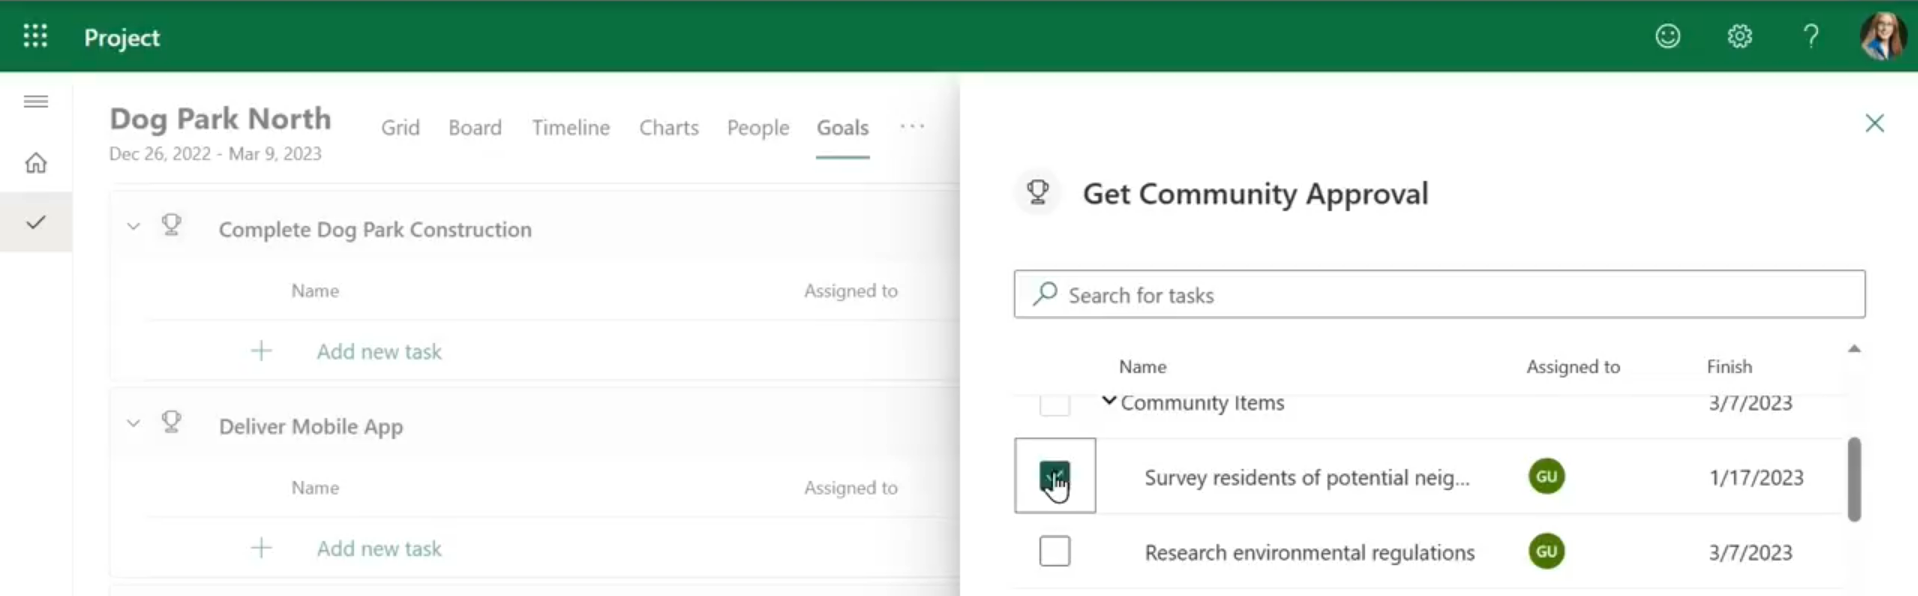 Project
Dog Park North
Dec 26, 2022 - Mar 9, 2023
Grid Board Timeline Charts People Goals ...
Complete Dog Park Construction
Name Assigned to
+ Add new task
Deliver Mobile App
Name Assigned to
+ Add new task
Get Community Approval
Search for tasks
Name Assigned to Finish
Community Items 3/7/2023
Survey residents of potential neig... GU 1/17/2023
Research environmental regulations GU 3/7/2023